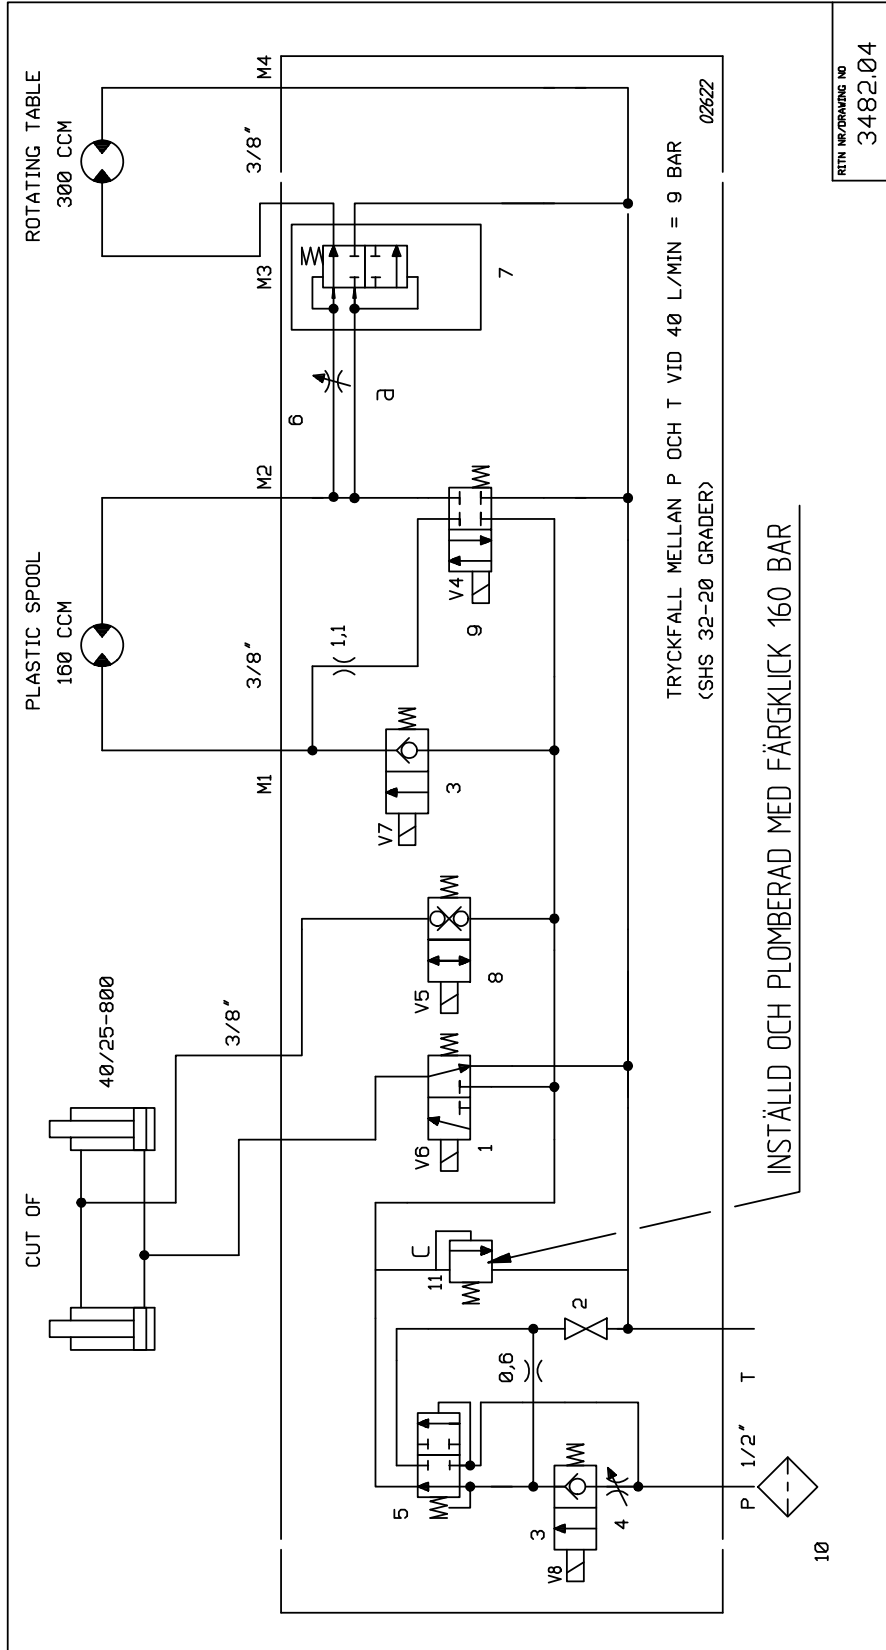 CUT OF
40/25-800
3/8"
PLASTIC SPOOL
160 CCM
3/8"
ROTATING TABLE
300 CCM
3/8"
M1
M2
M3
M4
V8
3
4
5
0,6
2
11
C
V6
1
V5
8
V7
3
1,1
V4
9
6
P
7
P
1/2"
T
10
TRYCKFALL MELLAN P OCH T VID 40 L/MIN = 9 BAR
(SHS 32-20 GRADER)
02622
INSTÄLLD OCH PLOMBERAD MED FÄRGKLICK 160 BAR
RITN NR/DRAWING NO
3482.04